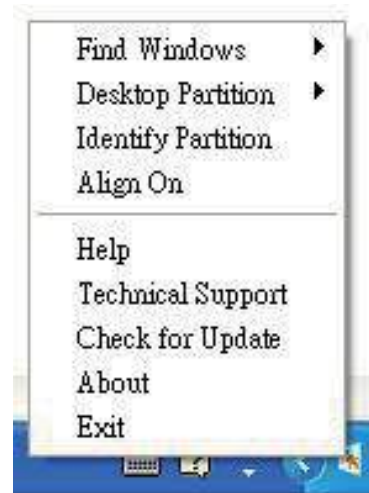 Find Windows
Desktop Partition
Identify Partition
Align On
Help
Technical Support
Check for Update
About
Exit